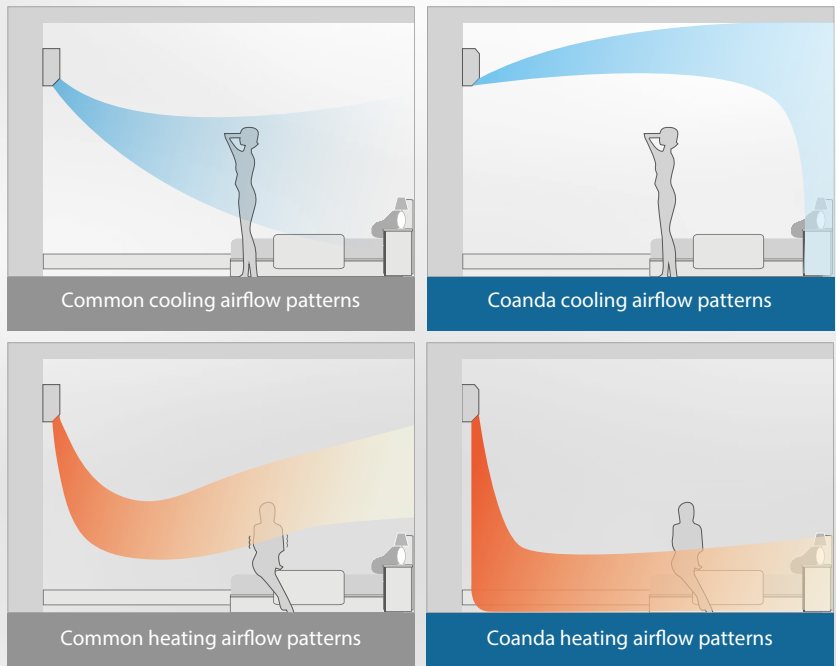 Common cooling airflow patterns
Coanda cooling airflow patterns
Common heating airflow patterns
Coanda heating airflow patterns